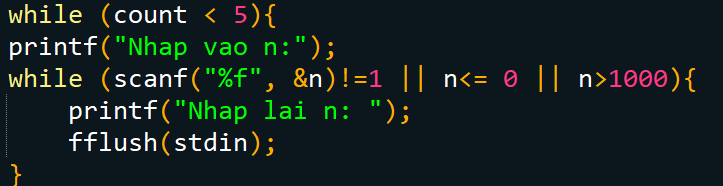 while (count < 5){
printf("Nhap vao n:");
while (scanf("%f", &n)!=1 || n<= 0 || n>1000){
    printf("Nhap lai n: ");
    fflush(stdin);
}